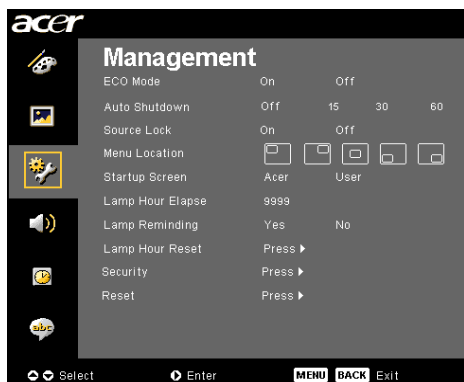 acer
Management
ECO Mode On Off
Auto Shutdown Off 15 30 60
Source Lock On Off
Menu Location
Startup Screen Acer User
Lamp Hour Elapse 9999
Lamp Reminding Yes No
Lamp Hour Reset Press
Security Press
Reset Press
abc
Select Enter MENU BACK Exit